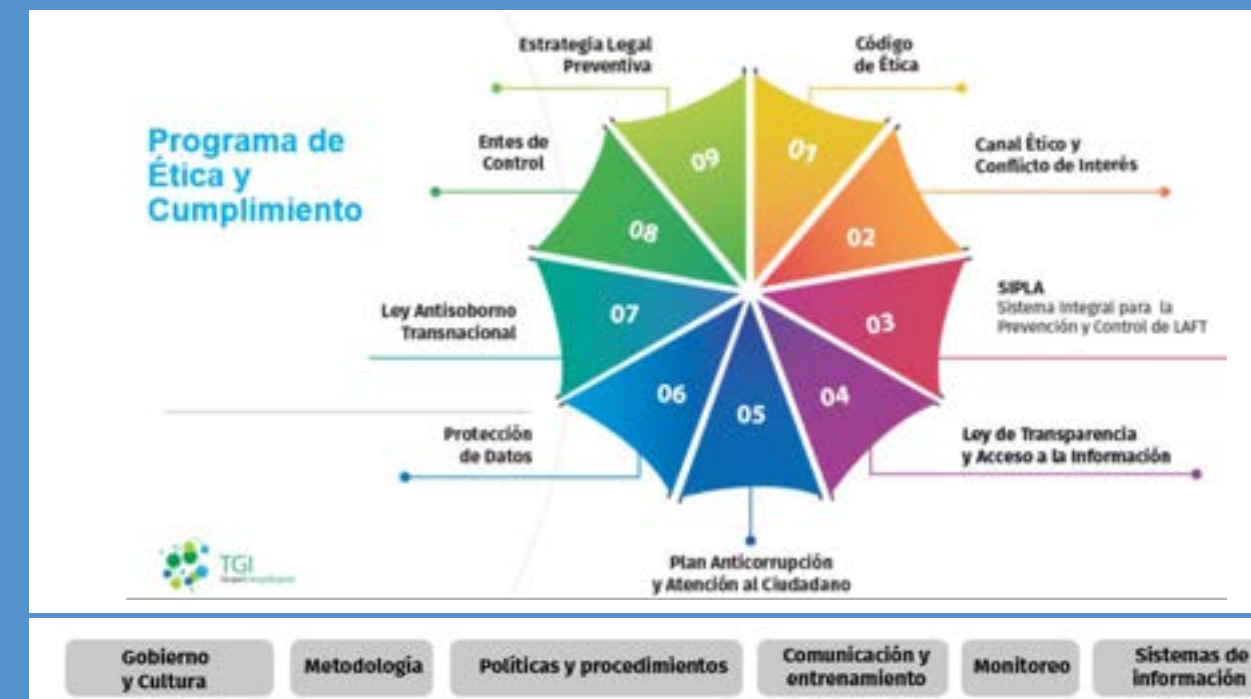 Programa de
Ética y
Cumplimiento
Estrategia Legal
Preventiva
Código
de Ética
Entes de
Control
Canal Ético y
Conflicto de Interés
Ley Antisoborno
Transnacional
SIPLA
Sistema Integral para la
Prevención y Control de LAFT
Protección
de Datos
Ley de Transparencia
y Acceso a la Información
Plan Anticorrupción
y Atención al Ciudadano
01
02
03
04
05
06
07
08
09
TGI
Gobierno
y Cultura
Metodología
Políticas y procedimientos
Comunicación y
entrenamiento
Monitoreo
Sistemas de
información